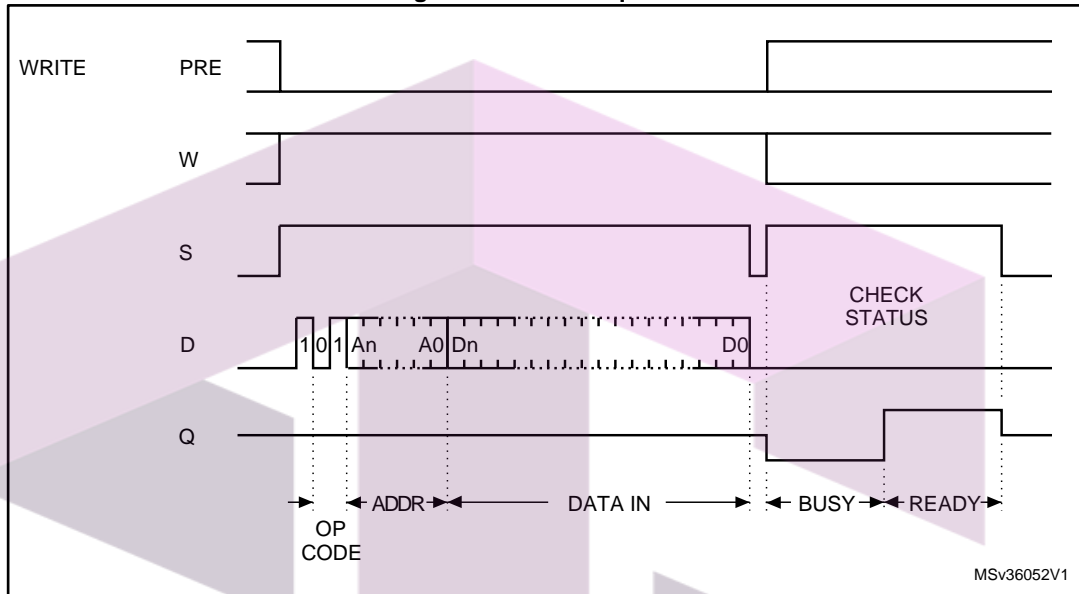 WRITE PRE
W
S
CHECK
STATUS
D 1 0 1 An A0 Dn D0
Q
ADDR DATA IN BUSY READY
OP
CODE
MSv36052V1